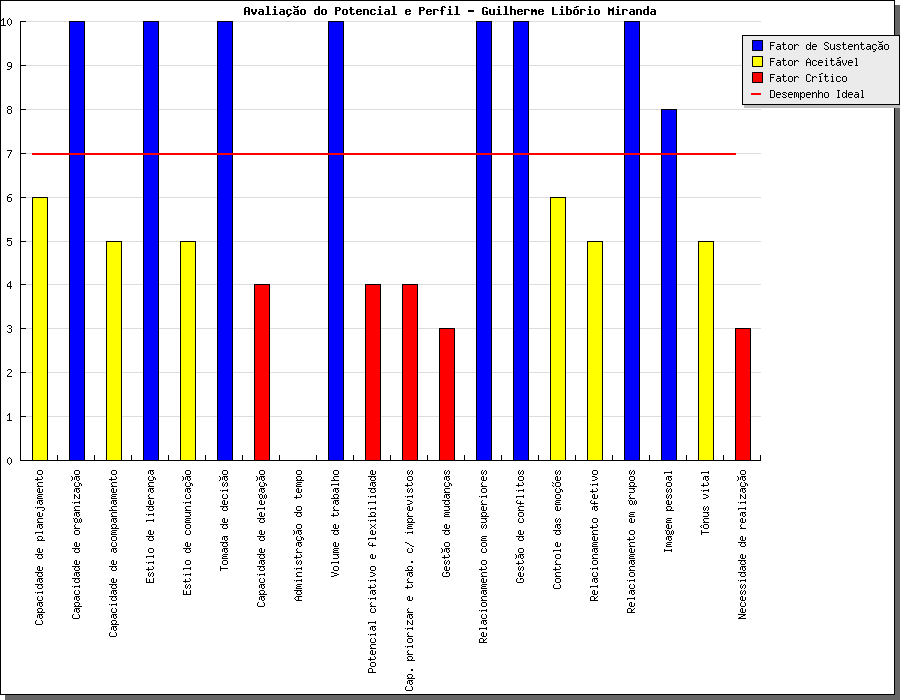 Avaliação do Potencial e Perfil - Guilherme Libório Miranda
Fator de Sustentação
Fator Aceitável
Fator Crítico
Desempenho Ideal
10
9
8
7
6
5
4
3
2
1
0
Capacidade de planejamento
Capacidade de organização
Capacidade de acompanhamento
Estilo de liderança
Estilo de comunicação
Tomada de decisão
Capacidade de delegação
Administração do tempo
Volume de trabalho
Potencial criativo e flexibilidade
Cap. priorizar e trab. c/ imprevistos
Gestão de mudanças
Relacionamento com superiores
Gestão de conflitos
Controle das emoções
Relacionamento afetivo
Relacionamento em grupos
Imagem pessoal
Tônus vital
Necessidade de realização